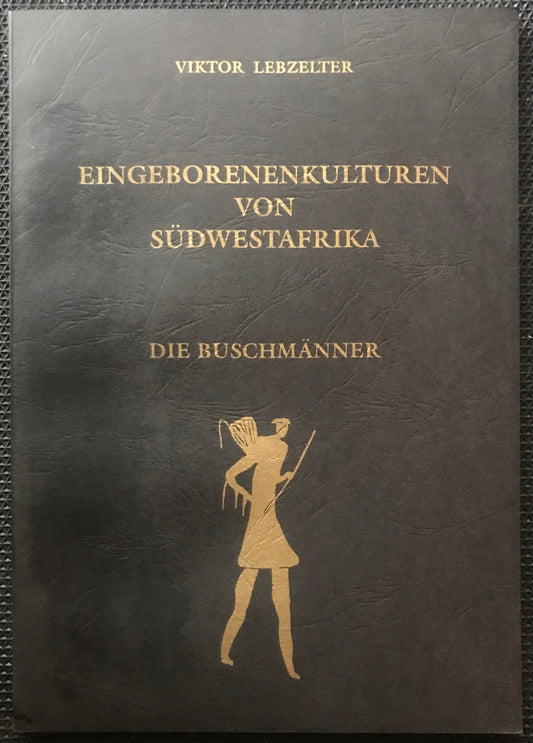 VIKTOR LEBZELTER
EINGEBORENENKULTUREN
VON
SÜDWESTAFRIKA
DIE BUSCHMÄNNER